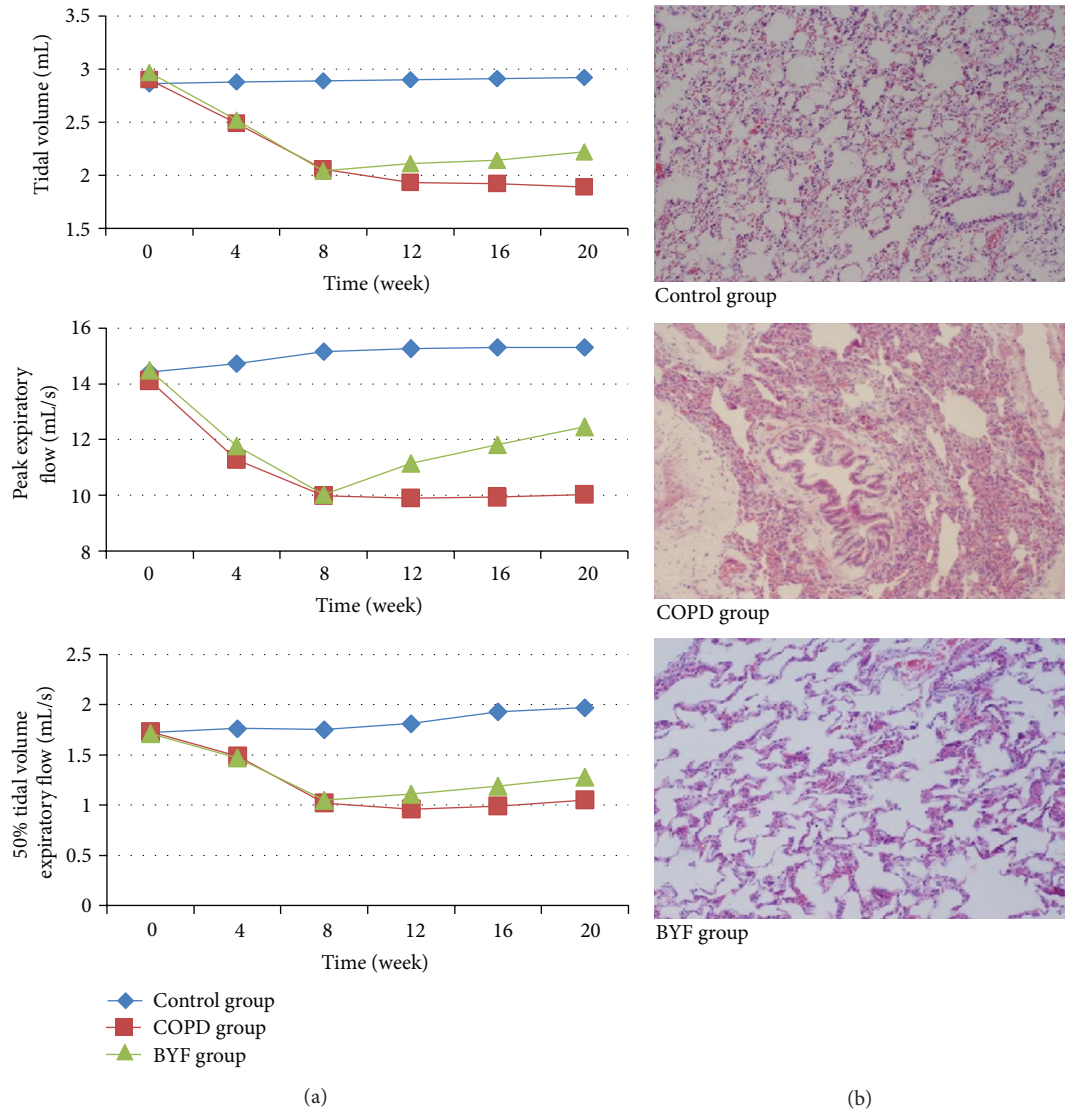 3.5
3
2.5
2
1.5
Tidal volume (mL)
0 4 8 12 16 20
Time (week)
Control group
16
14
12
10
8
Peak expiratory
flow (mL/s)
0 4 8 12 16 20
Time (week)
COPD group
2.5
2
1.5
1
0.5
0
50% tidal volume
expiratory flow (mL/s)
0 4 8 12 16 20
Time (week)
BYF group
Control group
COPD group
BYF group
(a)
(b)